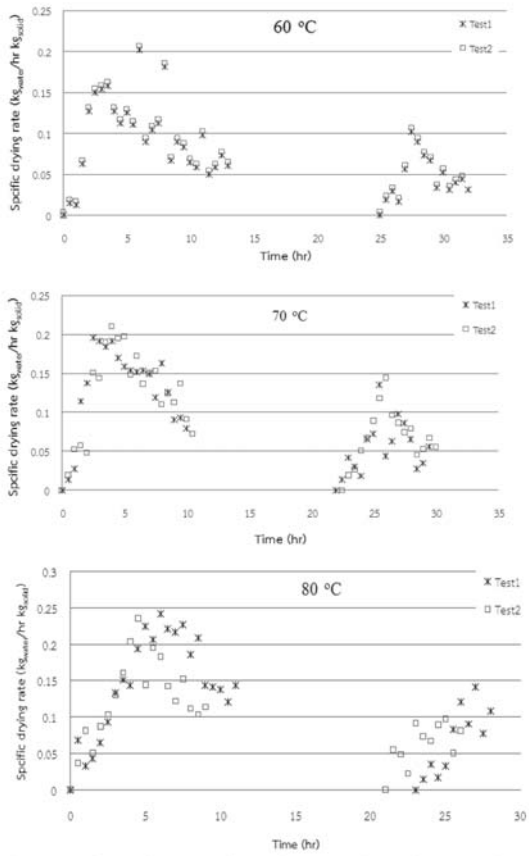 60 °C
Test1
Test2
0.25
0.2
0.15
0.1
0.05
0
0 5 10 15 20 25 30 35
Time (hr)
Spcific drying rate (kgwater/hr kgsolid)
70 °C
Test1
Test2
0.25
0.2
0.15
0.1
0.05
0
0 5 10 15 20 25 30 35
Time (hr)
Spcific drying rate (kgwater/hr kgsolid)
80 °C
Test1
Test2
0.3
0.25
0.2
0.15
0.1
0.05
0
0 5 10 15 20 25 30
Time (hr)
Spcific drying rate (kgwater/hr kgsolid)